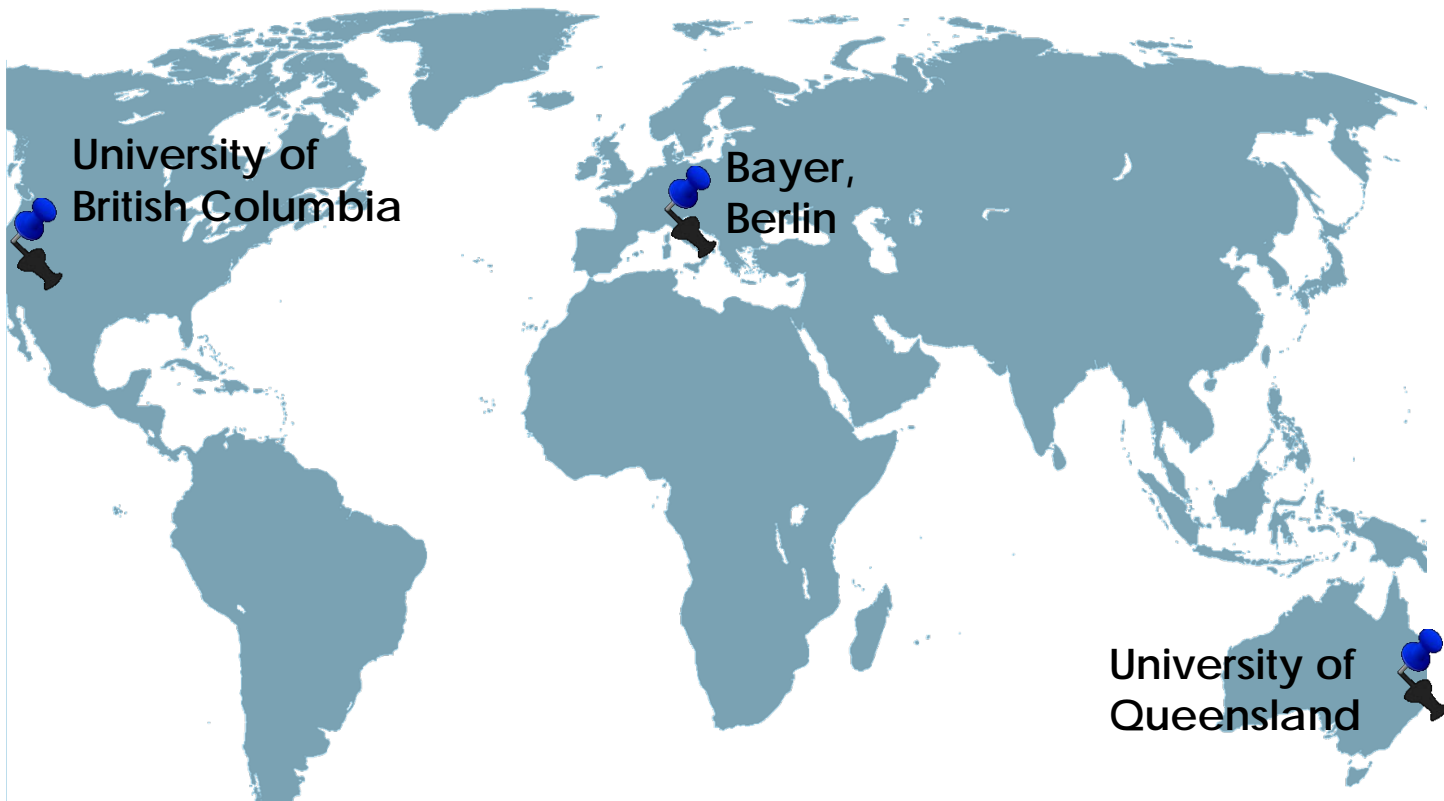 University of
British Columbia
Bayer,
Berlin
University of
Queensland